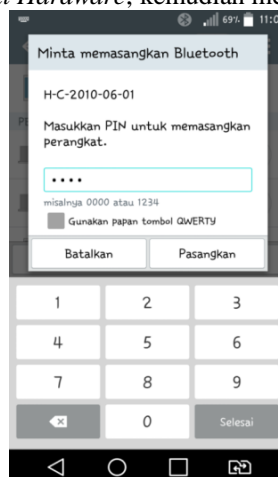 Hardware, kemudian me
69% 11:0
Minta memasangkan Bluetooth
H-C-2010-06-01
Masukkan PIN untuk memasangkan
perangkat.
••••
misalnya 0000 atau 1234
Gunakan papan tombol QWERTY
Batalkan Pasangkan
1 2 3
4 5 6
7 8 9
0 Selesai